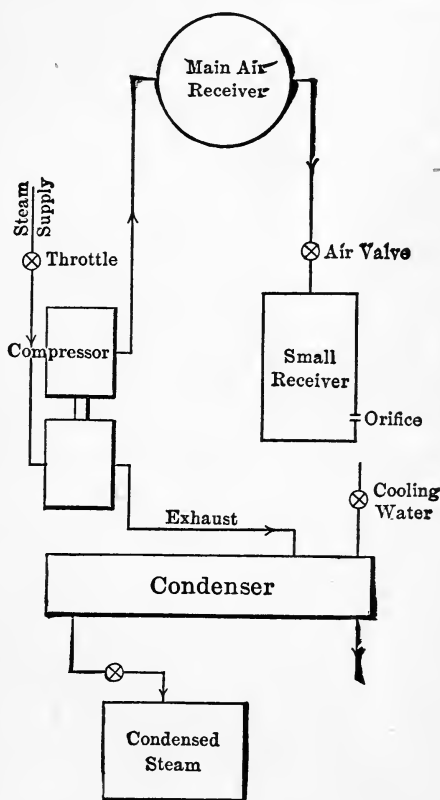 Main Air
Receiver
Steam
Supply
Throttle
Air Valve
Compressor
Small
Receiver
Orifice
Cooling
Water
Exhaust
Condenser
Condensed
Steam